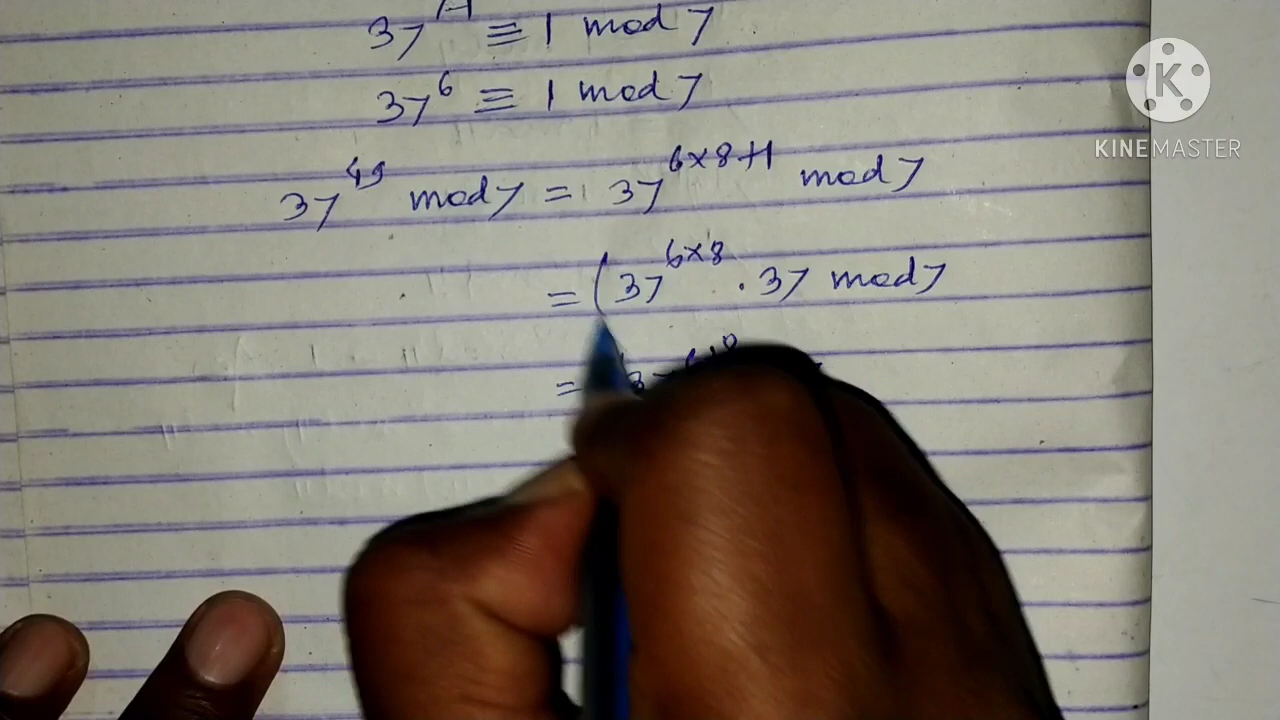 37 ≡ 1 mod 7
37^6 ≡ 1 mod 7
K
KINEMASTER
37^49 mod 7 = 37^6×8+1 mod 7
= (37^6×8 . 37 mod 7
=